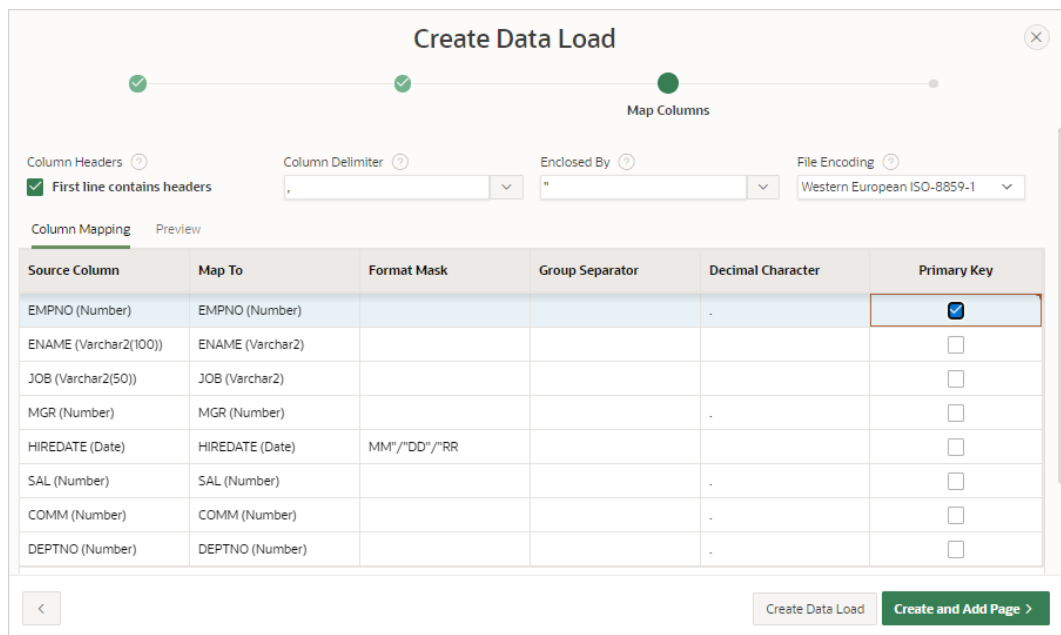 Create Data Load
Map Columns
Column Headers ? Column Delimiter ? Enclosed By ? File Encoding ?
First line contains headers , " Western European ISO-8859-1
Column Mapping Preview
Source Column Map To Format Mask Group Separator Decimal Character Primary Key
EMPNO (Number) EMPNO (Number) .
ENAME (Varchar2(100)) ENAME (Varchar2)
JOB (Varchar2(50)) JOB (Varchar2)
MGR (Number) MGR (Number) .
HIREDATE (Date) HIREDATE (Date) MM"/"DD"/"RR
SAL (Number) SAL (Number) .
COMM (Number) COMM (Number) .
DEPTNO (Number) DEPTNO (Number) .
< Create Data Load Create and Add Page >